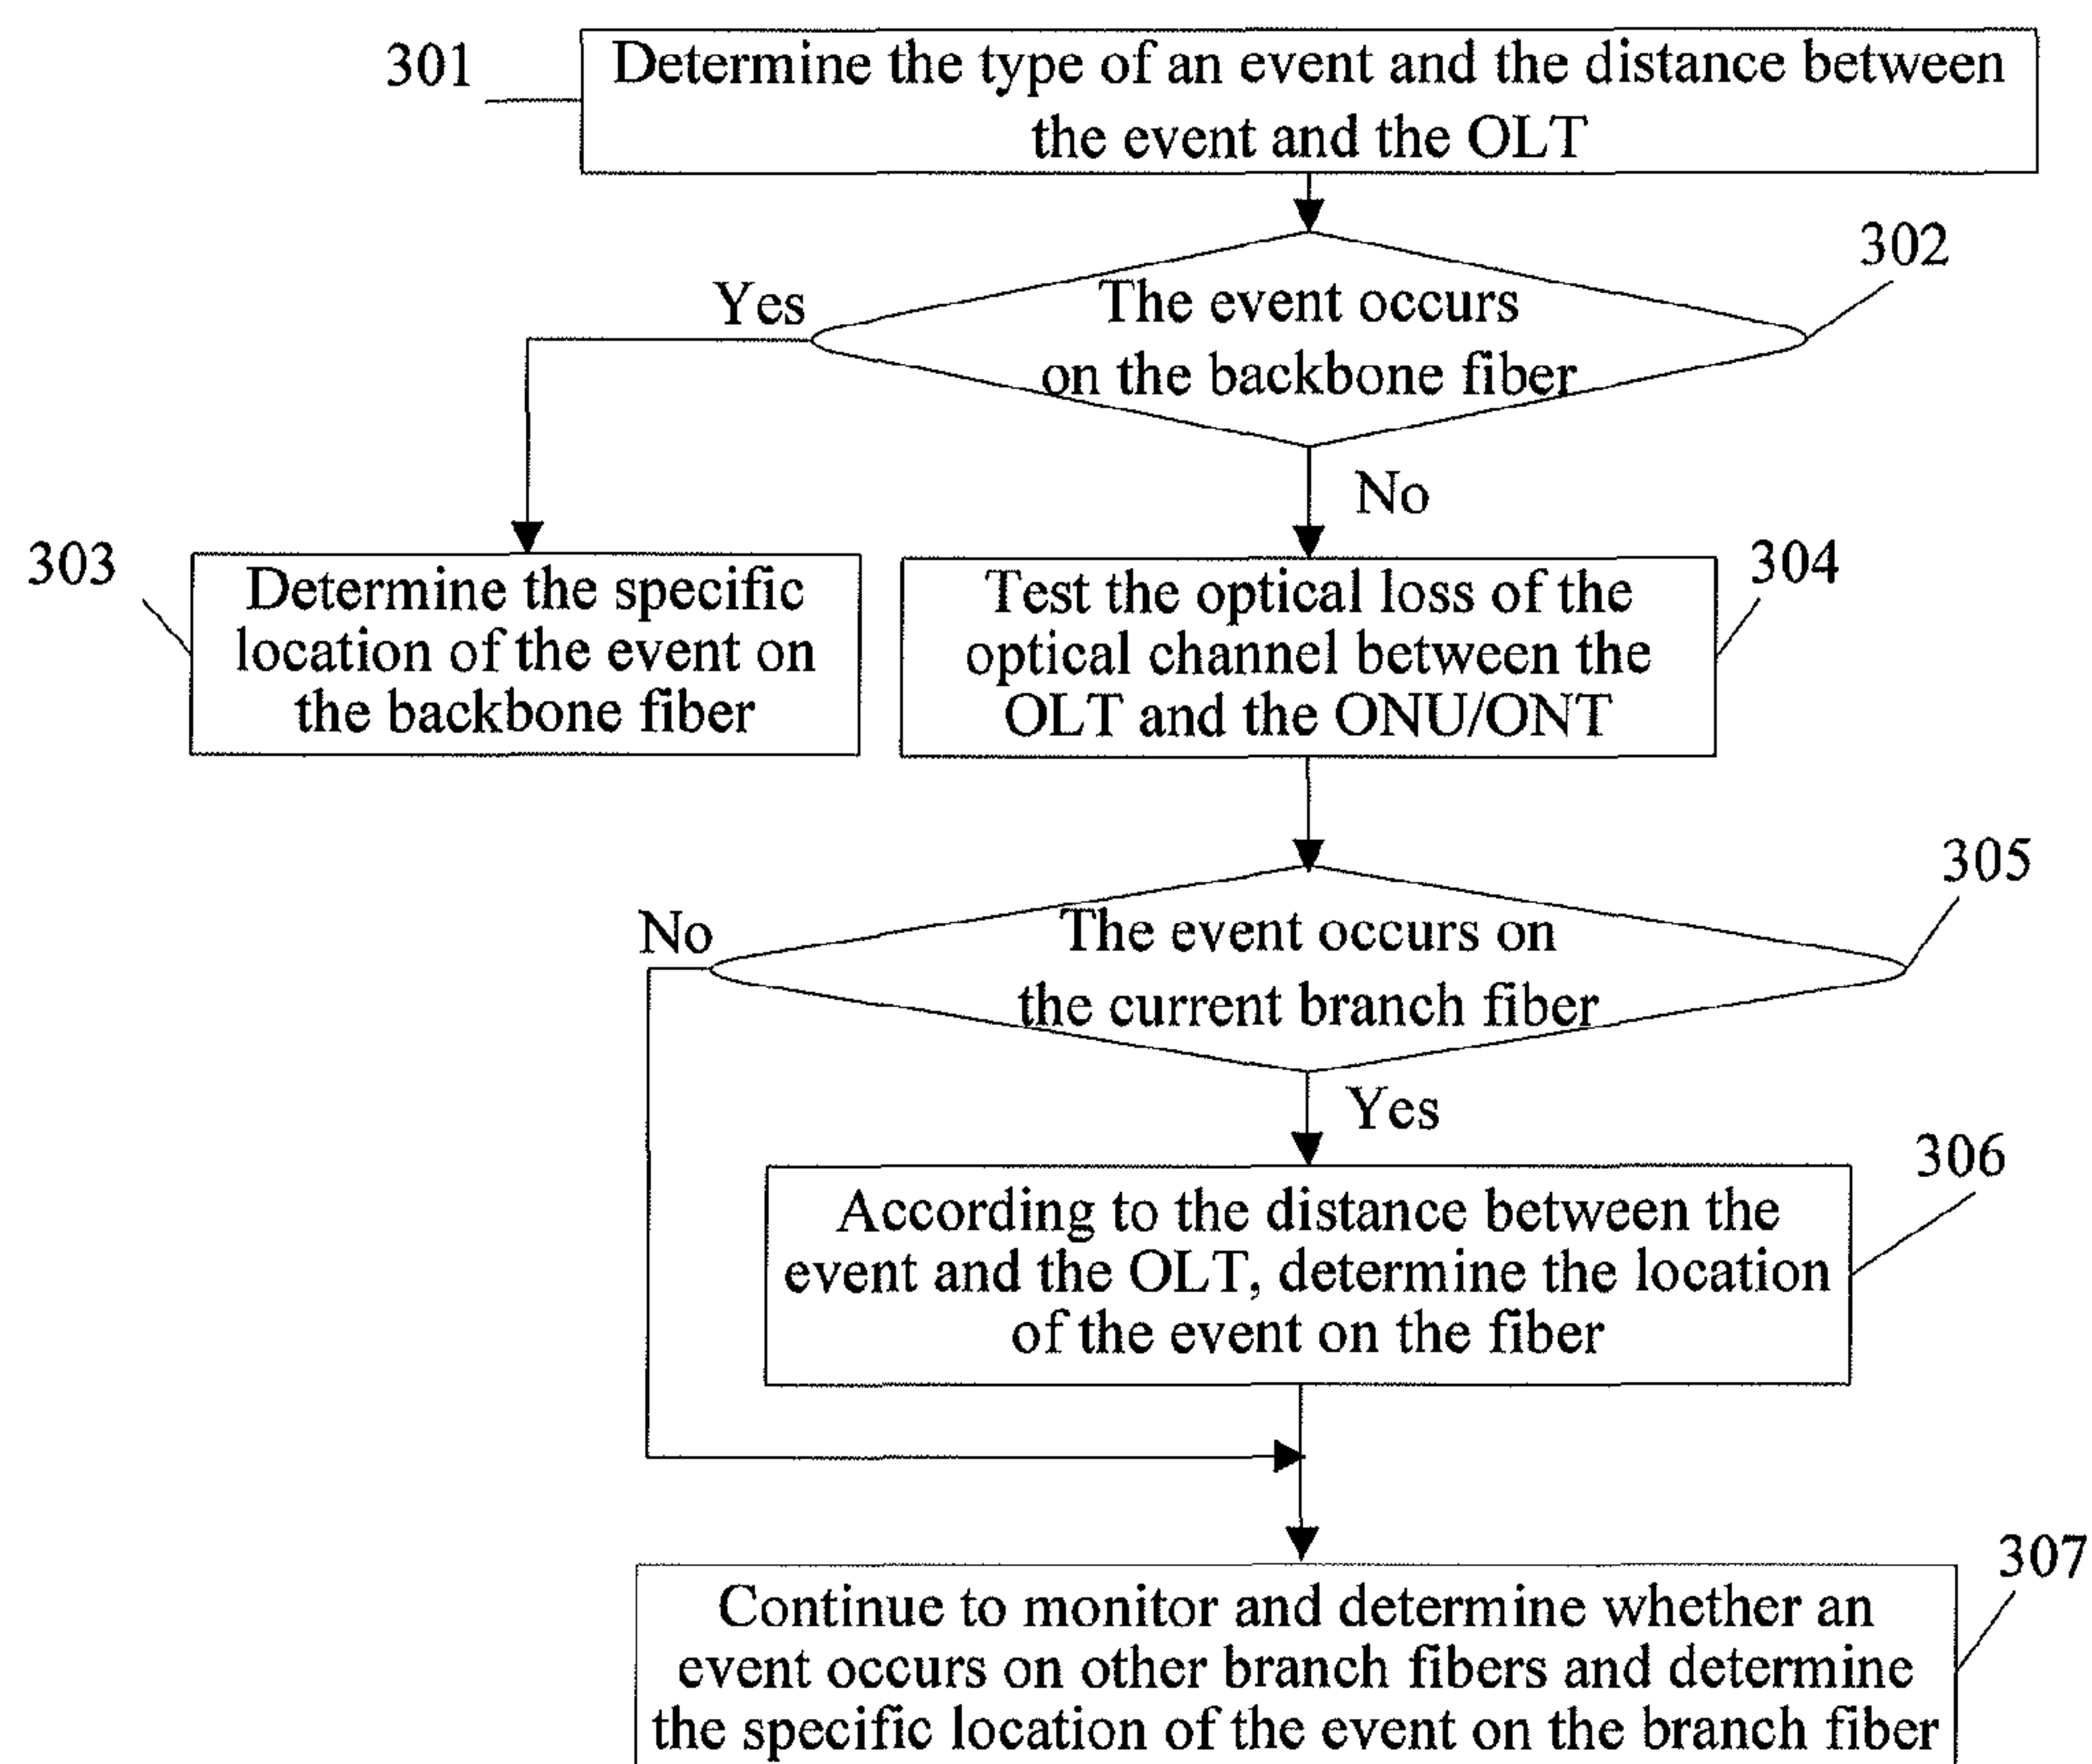 301
Determine the type of an event and the distance between
the event and the OLT
302
Yes
The event occurs
on the backbone fiber
No
303
Determine the specific
location of the event on
the backbone fiber
304
Test the optical loss of the
optical channel between the
OLT and the ONU/ONT
305
No
The event occurs on
the current branch fiber
Yes
306
According to the distance between the
event and the OLT, determine the location
of the event on the fiber
307
Continue to monitor and determine whether an
event occurs on other branch fibers and determine
the specific location of the event on the branch fiber